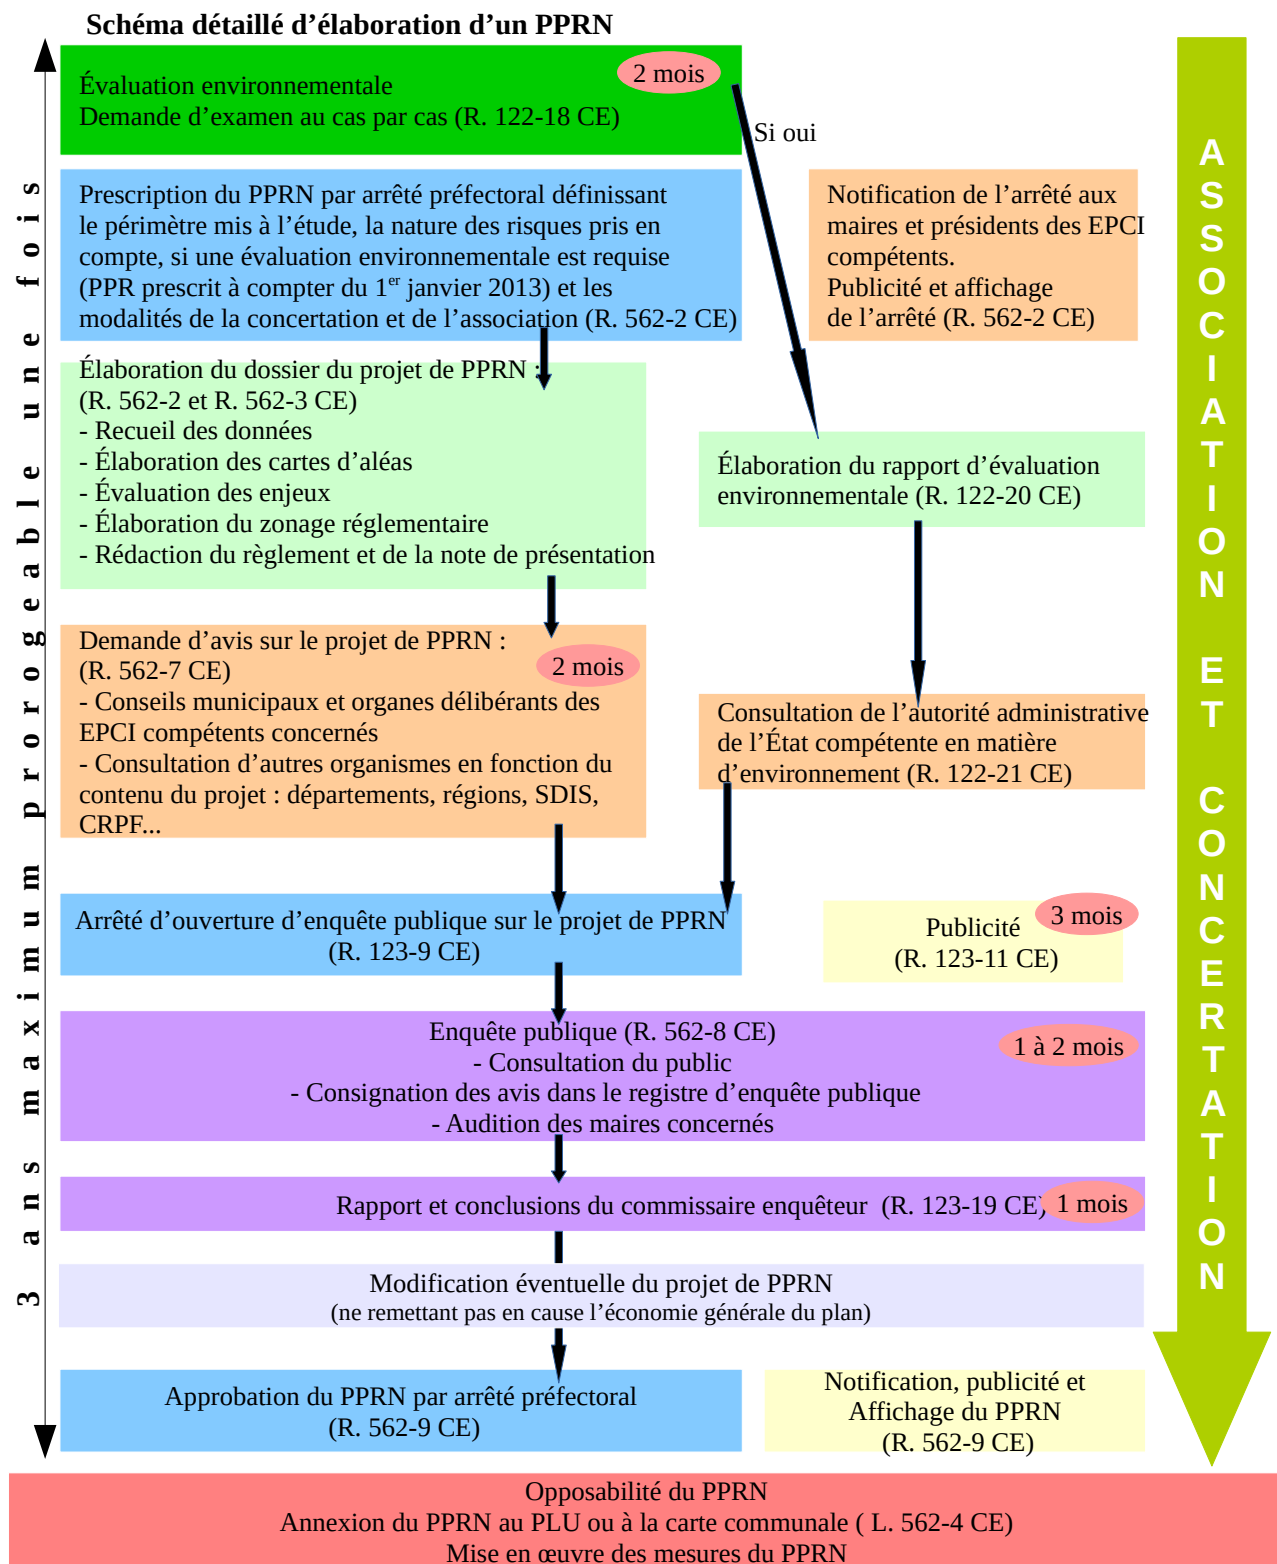 Schéma détaillé d’élaboration d’un PPRN
3 ans maximum prorogeable une fois
Évaluation environnementale
Demande d’examen au cas par cas (R. 122-18 CE)
2 mois
Si oui
Prescription du PPRN par arrêté préfectoral définissant
le périmètre mis à l’étude, la nature des risques pris en
compte, si une évaluation environnementale est requise
(PPR prescrit à compter du 1er janvier 2013) et les
modalités de la concertation et de l’association (R. 562-2 CE)
Notification de l’arrêté aux
maires et présidents des EPCI
compétents.
Publicité et affichage
de l’arrêté (R. 562-2 CE)
Élaboration du dossier du projet de PPRN :
(R. 562-2 et R. 562-3 CE)
- Recueil des données
- Élaboration des cartes d’aléas
- Évaluation des enjeux
- Élaboration du zonage réglementaire
- Rédaction du règlement et de la note de présentation
Élaboration du rapport d’évaluation
environnementale (R. 122-20 CE)
Demande d’avis sur le projet de PPRN :
(R. 562-7 CE)
2 mois
- Conseils municipaux et organes délibérants des
EPCI compétents concernés
- Consultation d’autres organismes en fonction du
contenu du projet : départements, régions, SDIS,
CRPF...
Consultation de l’autorité administrative
de l’État compétente en matière
d’environnement (R. 122-21 CE)
Arrêté d’ouverture d’enquête publique sur le projet de PPRN
(R. 123-9 CE)
Publicité
(R. 123-11 CE)
3 mois
Enquête publique (R. 562-8 CE)
- Consultation du public
- Consignation des avis dans le registre d’enquête publique
- Audition des maires concernés
1 à 2 mois
Rapport et conclusions du commissaire enquêteur (R. 123-19 CE)
1 mois
Modification éventuelle du projet de PPRN
(ne remettant pas en cause l’économie générale du plan)
Approbation du PPRN par arrêté préfectoral
(R. 562-9 CE)
Notification, publicité et
Affichage du PPRN
(R. 562-9 CE)
ASSOCIATION ET CONCERTATION
Opposabilité du PPRN
Annexion du PPRN au PLU ou à la carte communale ( L. 562-4 CE)
Mise en œuvre des mesures du PPRN